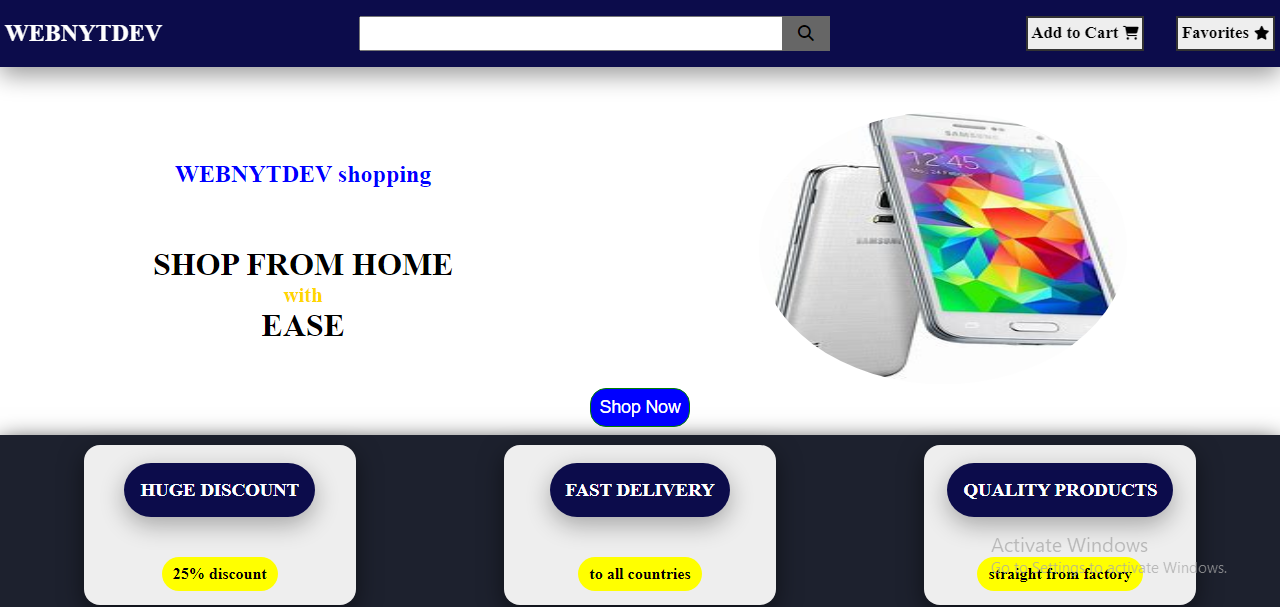 WEBNYTDEV
Add to Cart
Favorites
WEBNYTDEV shopping
SAMSUNG
12:45
SAMSUNG
SHOP FROM HOME
with
EASE
Shop Now
HUGE DISCOUNT
FAST DELIVERY
QUALITY PRODUCTS
25% discount
to all countries
straight from factory
Activate Windows
Go to Settings to activate Windows.